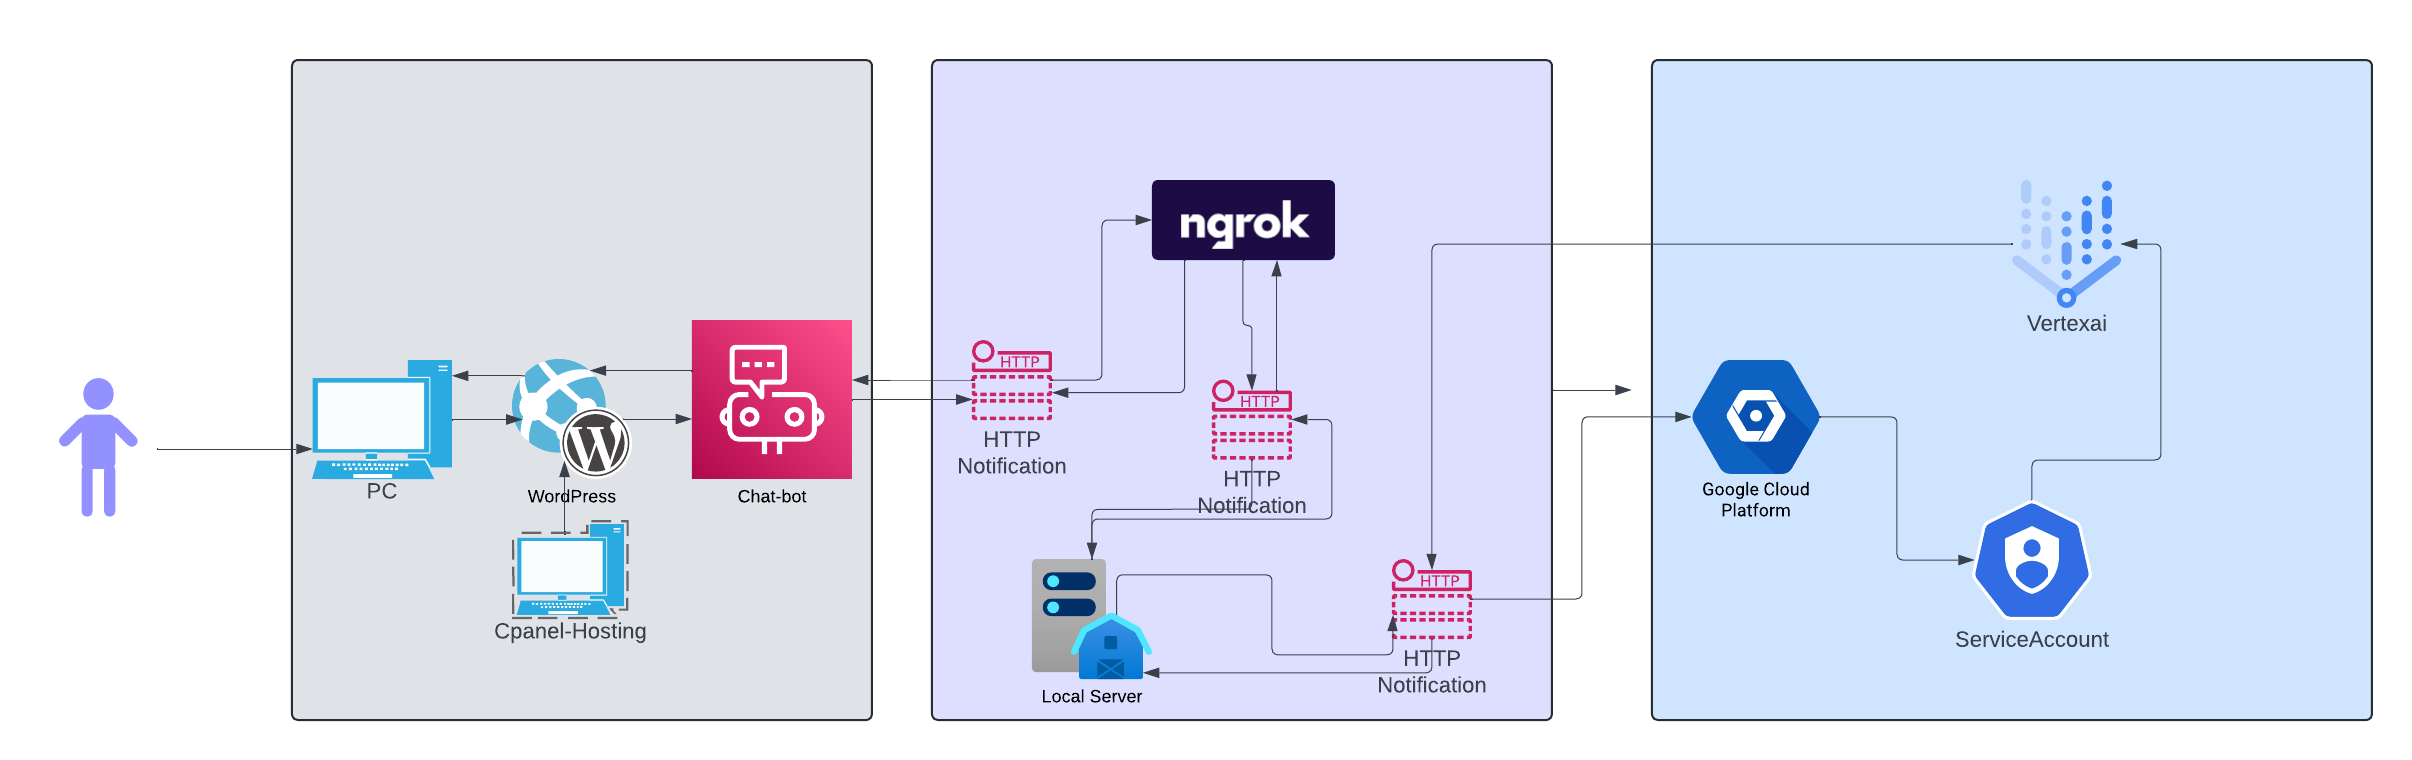 PC
WordPress
Cpanel-Hosting
Chat-bot
HTTP
HTTP
Notification
ngrok
HTTP
HTTP
Notification
Local Server
HTTP
HTTP
Notification
Google Cloud
Platform
Vertexai
ServiceAccount